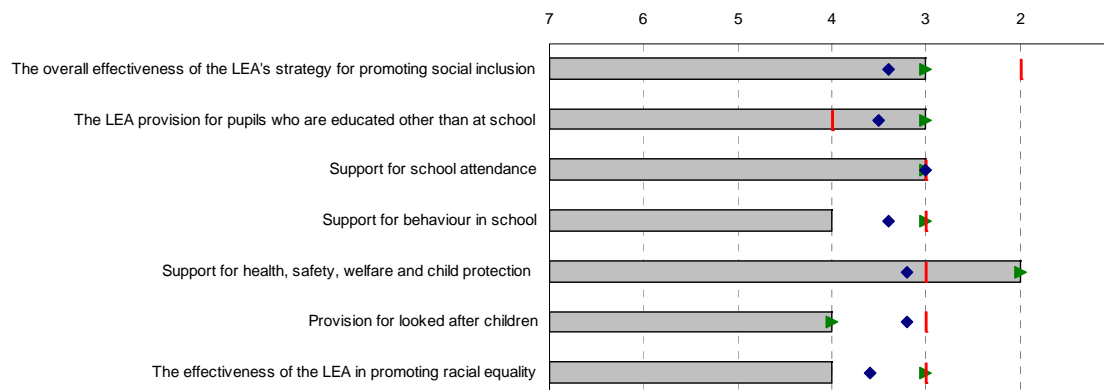 7 6 5 4 3 2
The overall effectiveness of the LEA's strategy for promoting social inclusion
The LEA provision for pupils who are educated other than at school
Support for school attendance
Support for behaviour in school
Support for health, safety, welfare and child protection
Provision for looked after children
The effectiveness of the LEA in promoting racial equality